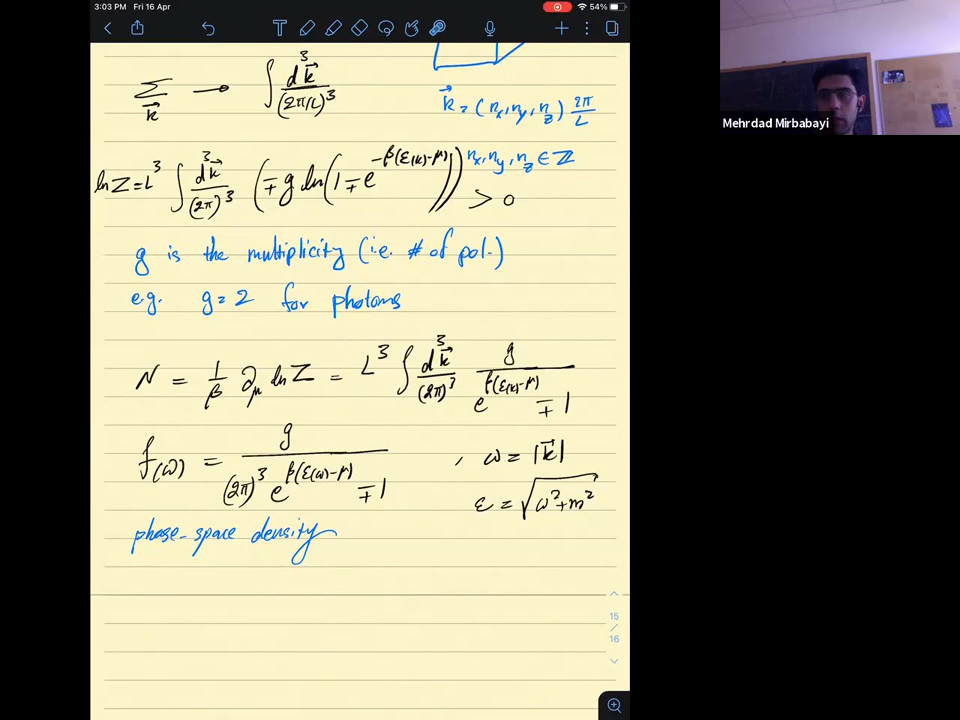 3:03 PM Fri 16 Apr
54%
Mehrdad Mirbabayi
∑_k⃗ → ∫ d³k⃗/(2π/L)³
k⃗ = (n_x, n_y, n_z) 2π/L
n_x, n_y, n_z ∈ ℤ
ln Z = L³ ∫ d³k⃗/(2π)³ (∓g ln(1∓e^{-β(ε(k)-μ)})) > 0
g is the multiplicity (i.e. # of pol.)
e.g. g=2 for photons
N = 1/β ∂_μ ln Z = L³ ∫ d³k⃗/(2π)³ g/(e^{β(ε(k)-μ)} ∓ 1)
f(ω) = g/((2π)³ e^{β(ε(ω)-μ)} ∓ 1) , ω = |k⃗|
ε = √(ω²+m²)
phase-space density
15
/
16